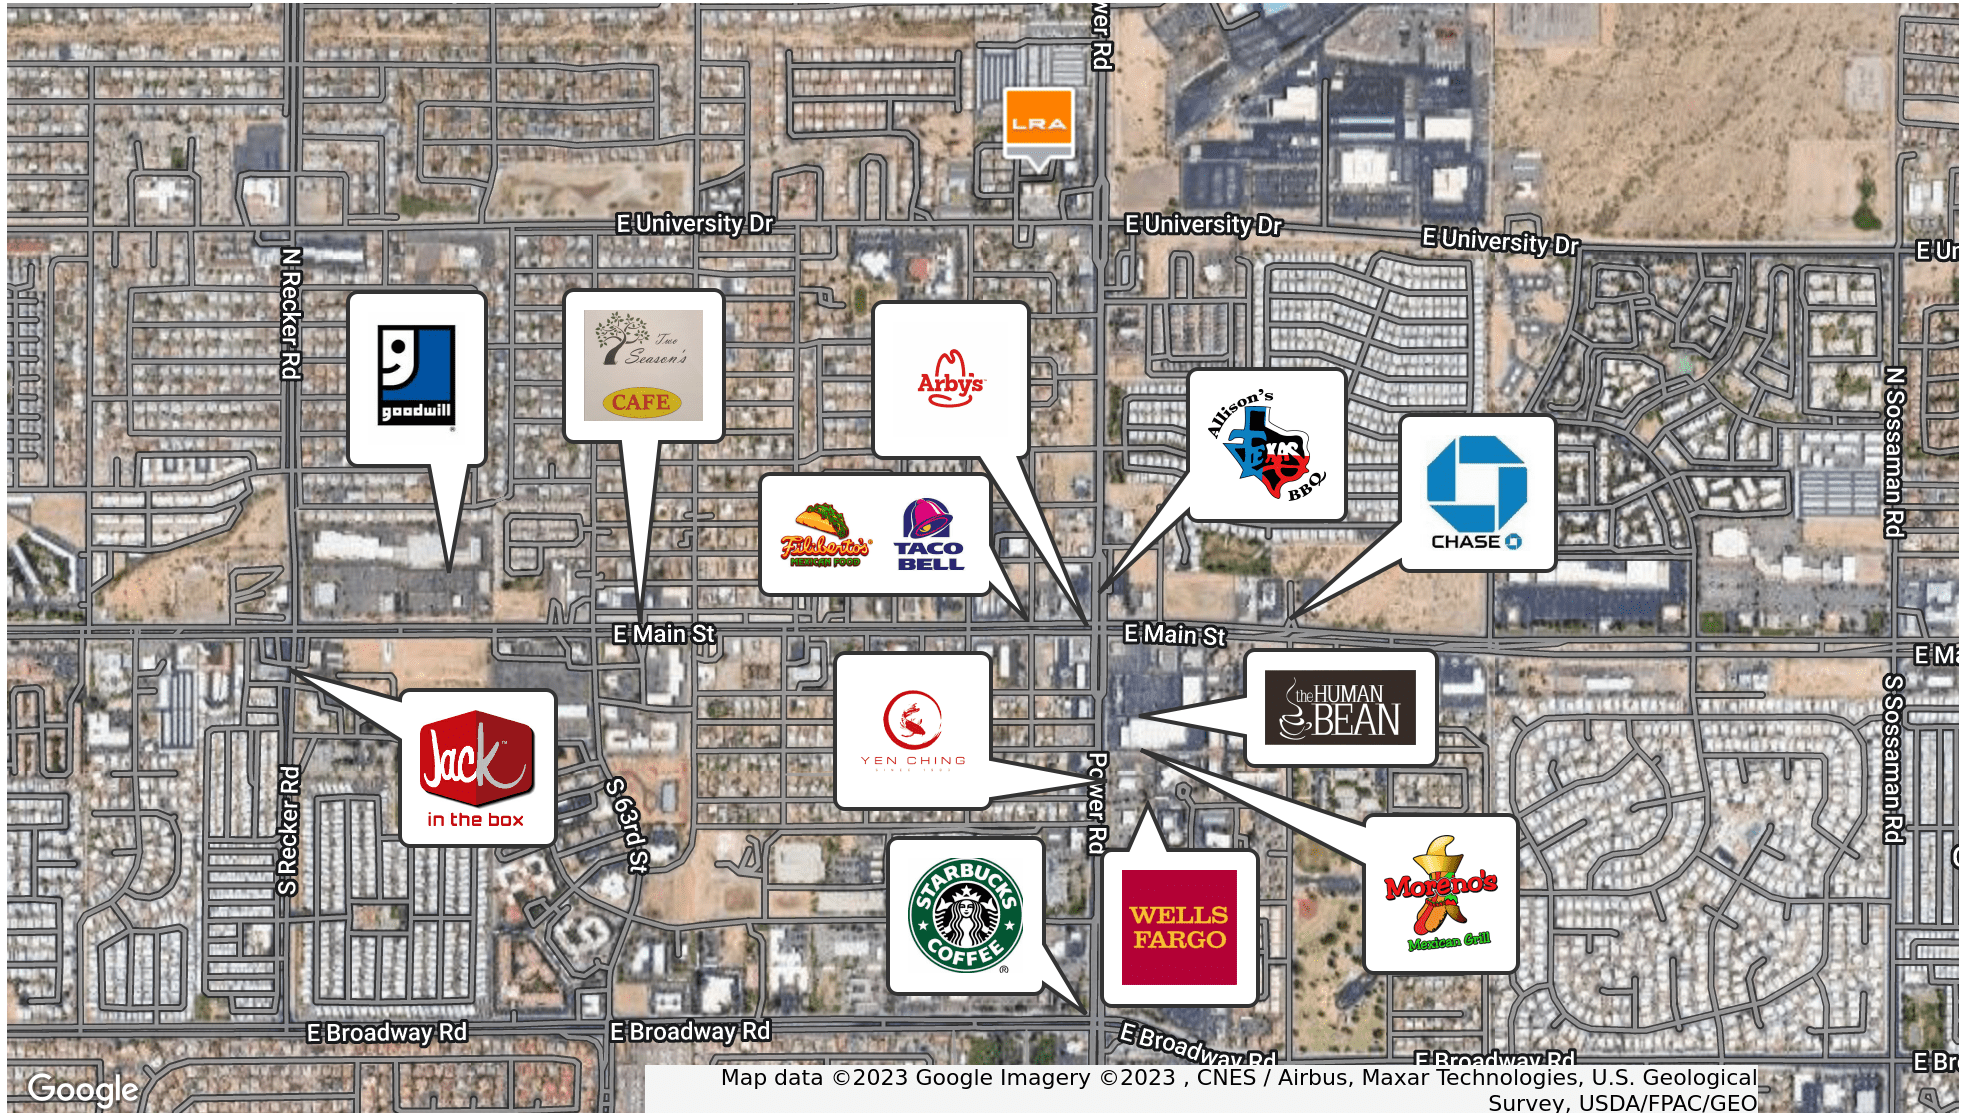 wer Rd
LRA
E University Dr
E University Dr
E University Dr
E Un
N Recker Rd
goodwill
®
Two
Season's
CAFE
Arby's
Allison's
TEXAS
BBQ
CHASE
N Sossaman Rd
Filiberto's
MEXICAN FOOD
TACO
BELL
E Main St
E Main St
E Ma
Jack
in the box
YEN CHING
the HUMAN
BEAN
S Sossaman Rd
S Recker Rd
S 63rd St
Power Rd
STARBUCKS
COFFEE
®
WELLS
FARGO
Moreno's
Mexican Grill
E Broadway Rd
E Broadway Rd
E Broadway Rd
E Broadway Rd
E Br
Google
Map data ©2023 Google Imagery ©2023 , CNES / Airbus, Maxar Technologies, U.S. Geological
Survey, USDA/FPAC/GEO